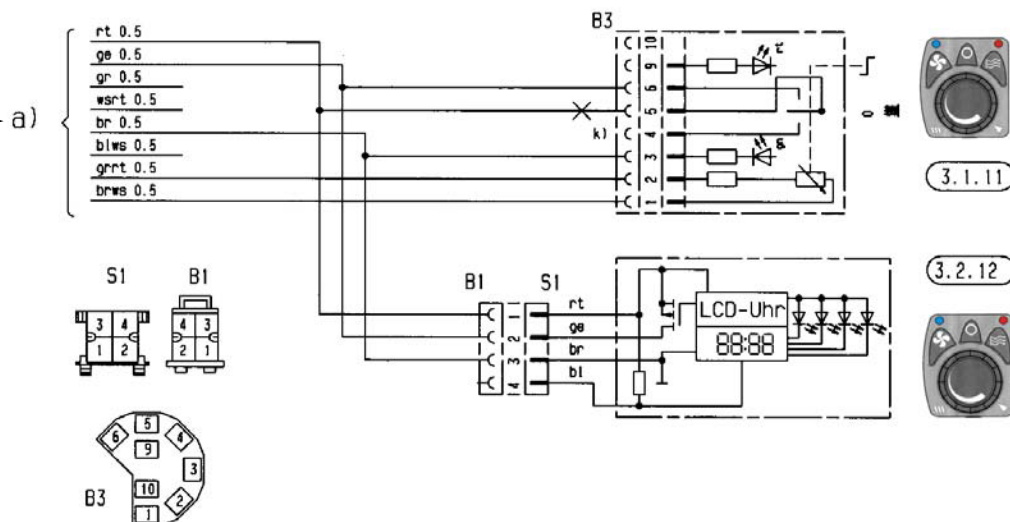 a)
rt 0.5
ge 0.5
gr 0.5
wsrt 0.5
br 0.5
blws 0.5
grrt 0.5
brws 0.5
B3
10
9
6
5
k) 4
3
2
1
0
3.1.11
3.2.12
S1
3 4
1 2
B1
4 3
2 1
B1
1
2
3
4
S1
rt
ge
br
bl
LCD-Uhr
88:88
B3
5
6
4
9
3
10
2
1